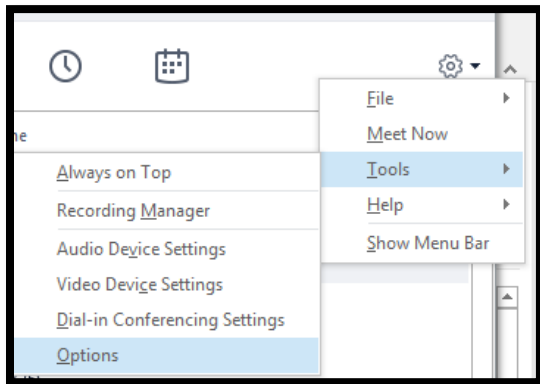 File
Meet Now
Tools
Help
Show Menu Bar
Always on Top
Recording Manager
Audio Device Settings
Video Device Settings
Dial-in Conferencing Settings
Options